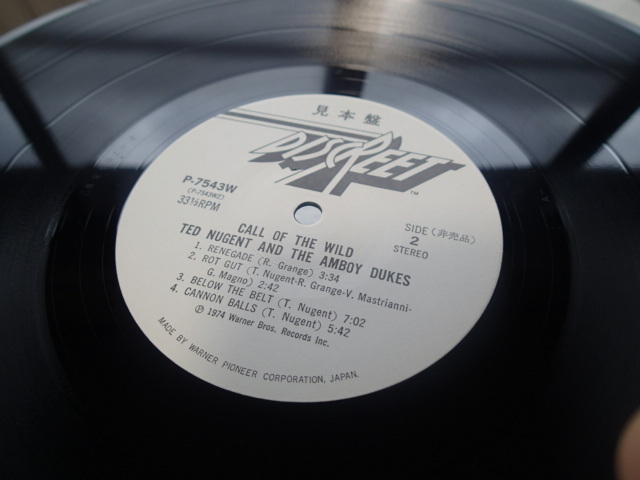 見本盤
DISCREET
TM
P-7543W
(P-7543W2)
33⅓RPM
SIDE (非売品)
2
STEREO
CALL OF THE WILD
TED NUGENT AND THE AMBOY DUKES
1. RENEGADE (R. Grange) 3:34
2. ROT GUT (T. Nugent-R. Grange-V. Mastrianni-
G. Magno) 2:42
3. BELOW THE BELT (T. Nugent) 7:02
4. CANNON BALLS (T. Nugent) 5:42
℗ 1974 Warner Bros. Records Inc.
MADE BY WARNER PIONEER CORPORATION, JAPAN.